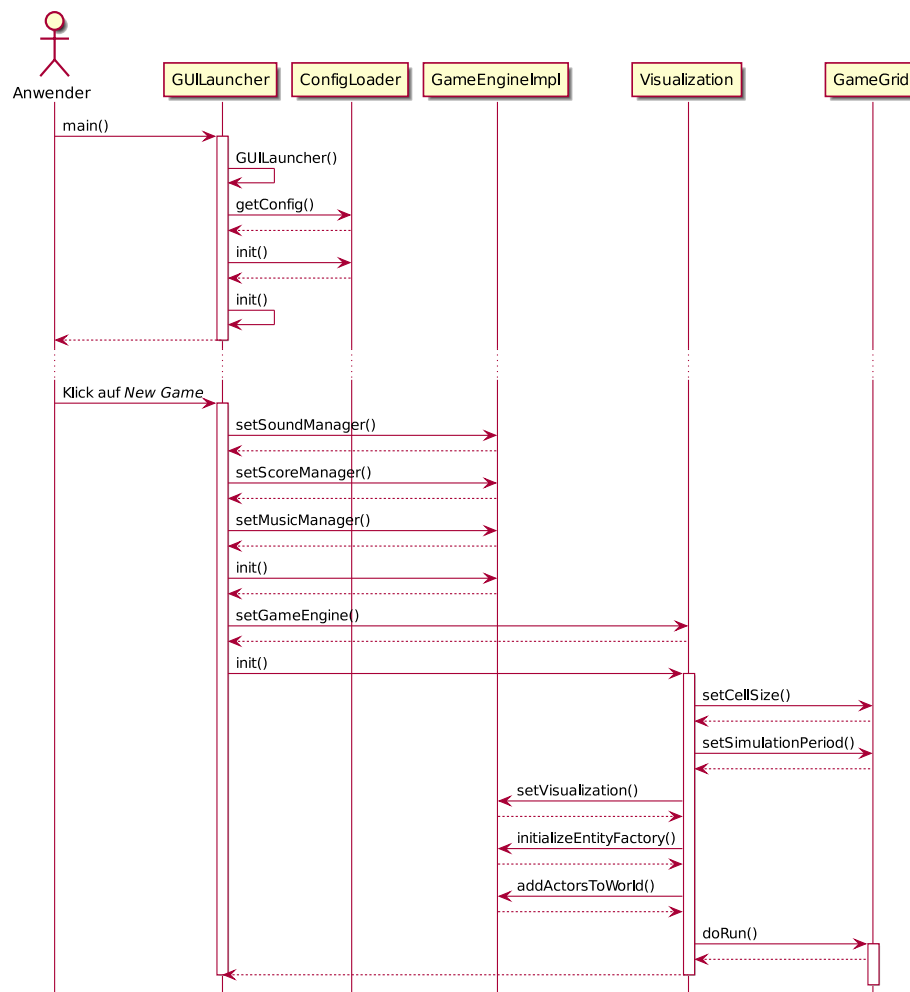 Anwender
GUILauncher
ConfigLoader
GameEngineImpl
Visualization
GameGrid
main()
GUILauncher()
getConfig()
init()
init()
Klick auf New Game
setSoundManager()
setScoreManager()
setMusicManager()
init()
setGameEngine()
init()
setCellSize()
setSimulationPeriod()
setVisualization()
initializeEntityFactory()
addActorsToWorld()
doRun()